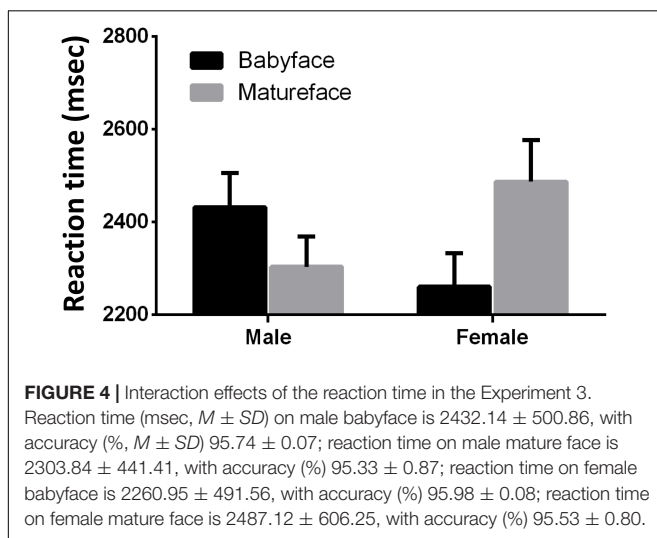 2800
Babyface
Matureface
2600
2400
2200
Reaction time (msec)
Male Female
FIGURE 4 | Interaction effects of the reaction time in the Experiment 3.
Reaction time (msec, M ± SD) on male babyface is 2432.14 ± 500.86, with
accuracy (%, M ± SD) 95.74 ± 0.07; reaction time on male mature face is
2303.84 ± 441.41, with accuracy (%) 95.33 ± 0.87; reaction time on female
babyface is 2260.95 ± 491.56, with accuracy (%) 95.98 ± 0.08; reaction time
on female mature face is 2487.12 ± 606.25, with accuracy (%) 95.53 ± 0.80.